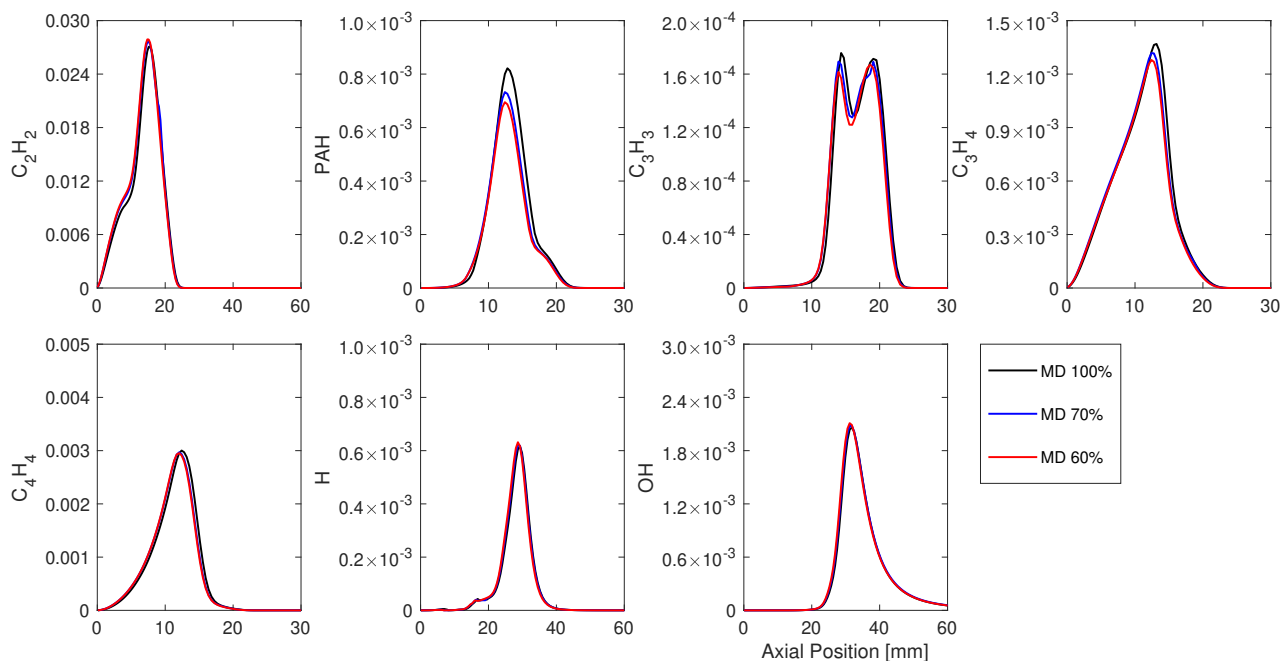 C₂H₂
0.030
0.024
0.018
0.012
0.006
0
0 20 40 60
PAH
1.0×10⁻³
0.8×10⁻³
0.6×10⁻³
0.4×10⁻³
0.2×10⁻³
0
0 10 20 30
C₃H₃
2.0×10⁻⁴
1.6×10⁻⁴
1.2×10⁻⁴
0.8×10⁻⁴
0.4×10⁻⁴
0
0 10 20 30
C₃H₄
1.5×10⁻³
1.2×10⁻³
0.9×10⁻³
0.6×10⁻³
0.3×10⁻³
0
0 10 20 30
C₄H₄
0.005
0.004
0.003
0.002
0.001
0
0 10 20 30
H
1.0×10⁻³
0.8×10⁻³
0.6×10⁻³
0.4×10⁻³
0.2×10⁻³
0
0 20 40 60
OH
3.0×10⁻³
2.4×10⁻³
1.8×10⁻³
1.2×10⁻³
0.6×10⁻³
0
0 20 40 60
Axial Position [mm]
MD 100%
MD 70%
MD 60%